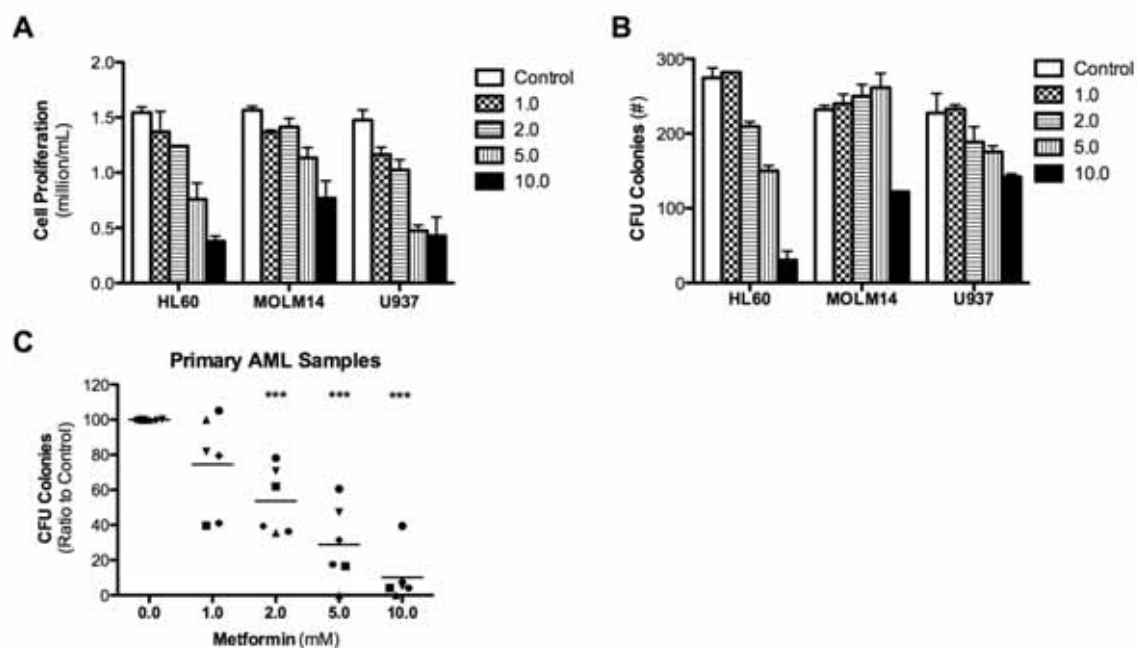 A
Cell Proliferation
(million/mL)
2.0
1.5
1.0
0.5
0.0
HL60 MOLM14 U937
Control
1.0
2.0
5.0
10.0
B
CFU Colonies (#)
300
200
100
0
HL60 MOLM14 U937
Control
1.0
2.0
5.0
10.0
C
Primary AML Samples
CFU Colonies
(Ratio to Control)
120
100
80
60
40
20
0
*** *** ***
0.0 1.0 2.0 5.0 10.0
Metformin (mM)